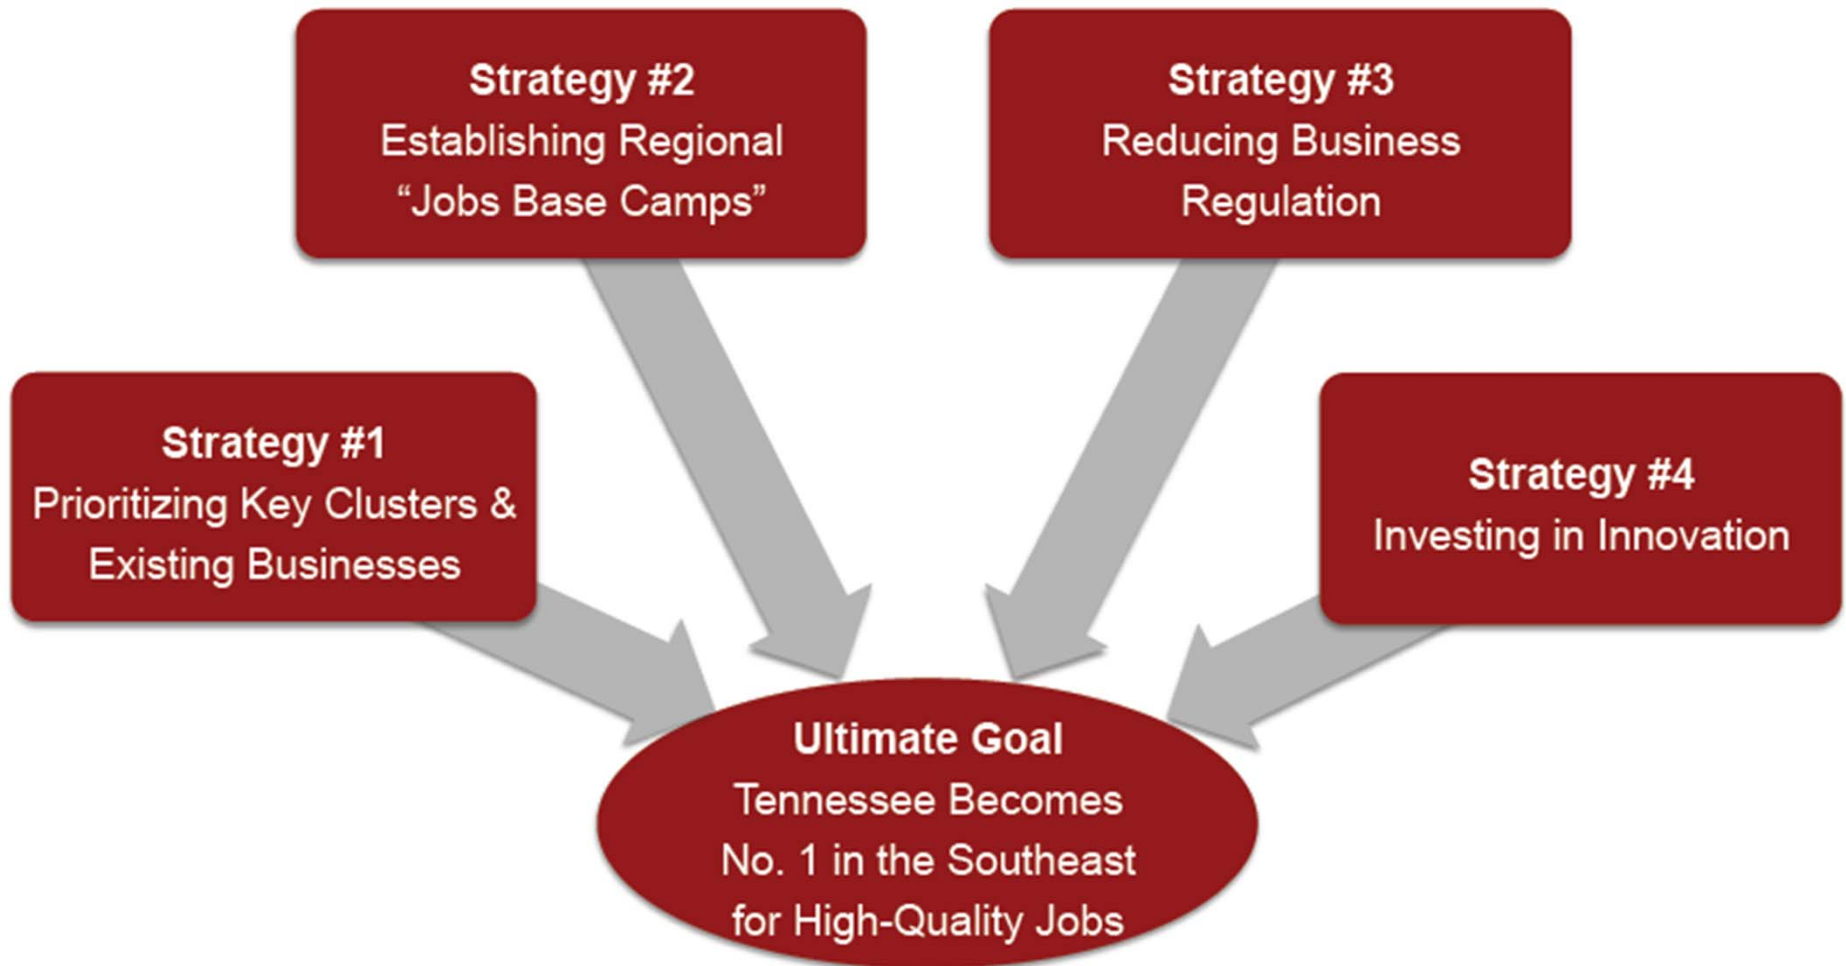 Strategy #2
Establishing Regional
“Jobs Base Camps”
Strategy #3
Reducing Business
Regulation
Strategy #1
Prioritizing Key Clusters &
Existing Businesses
Strategy #4
Investing in Innovation
Ultimate Goal
Tennessee Becomes
No. 1 in the Southeast
for High-Quality Jobs